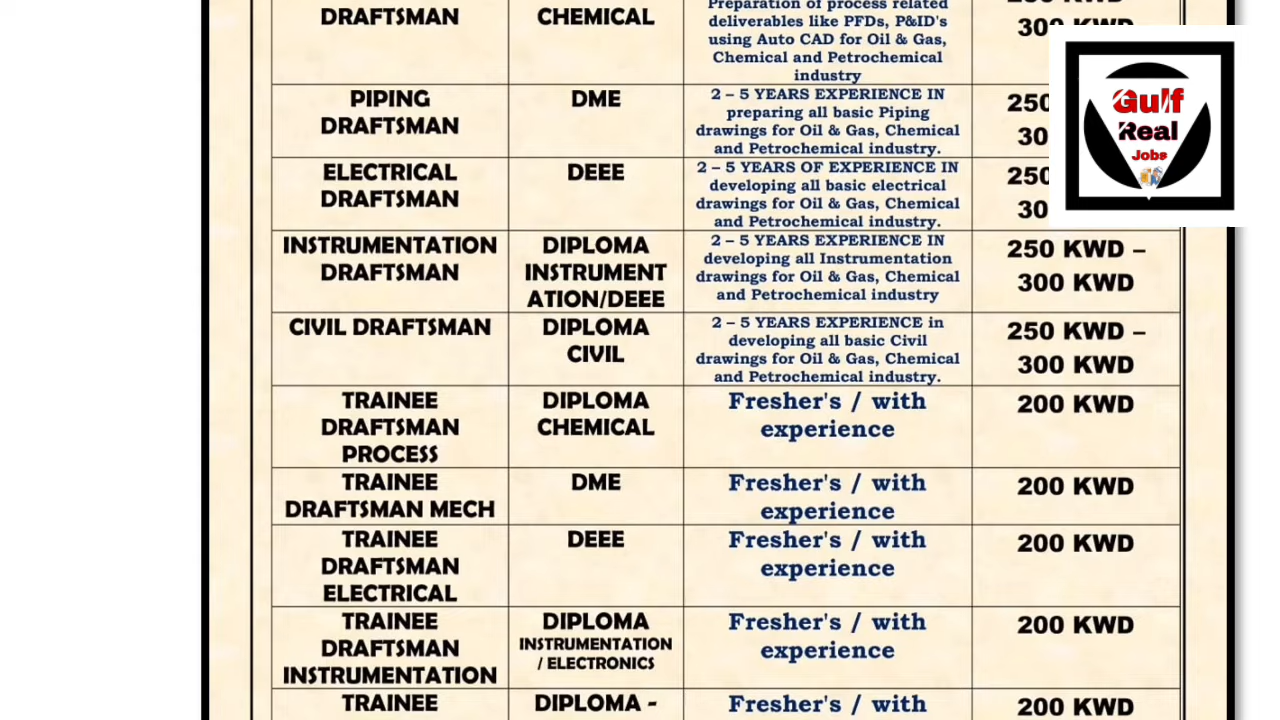 DRAFTSMAN
CHEMICAL
Preparation of process related
deliverables like PFDs, P&ID's
using Auto CAD for Oil & Gas,
Chemical and Petrochemical
industry
PIPING
DRAFTSMAN
DME
2 – 5 YEARS EXPERIENCE IN
preparing all basic Piping
drawings for Oil & Gas, Chemical
and Petrochemical industry.
250
ELECTRICAL
DRAFTSMAN
DEEE
2 – 5 YEARS OF EXPERIENCE IN
developing all basic electrical
drawings for Oil & Gas, Chemical
and Petrochemical industry.
250
INSTRUMENTATION
DRAFTSMAN
DIPLOMA
INSTRUMENT
ATION/DEEE
2 – 5 YEARS EXPERIENCE IN
developing all Instrumentation
drawings for Oil & Gas, Chemical
and Petrochemical industry
250 KWD –
300 KWD
CIVIL DRAFTSMAN
DIPLOMA
CIVIL
2 – 5 YEARS EXPERIENCE in
developing all basic Civil
drawings for Oil & Gas, Chemical
and Petrochemical industry.
250 KWD –
300 KWD
TRAINEE
DRAFTSMAN
PROCESS
DIPLOMA
CHEMICAL
Fresher's / with
experience
200 KWD
TRAINEE
DRAFTSMAN MECH
DME
Fresher's / with
experience
200 KWD
TRAINEE
DRAFTSMAN
ELECTRICAL
DEEE
Fresher's / with
experience
200 KWD
TRAINEE
DRAFTSMAN
INSTRUMENTATION
DIPLOMA
INSTRUMENTATION
/ ELECTRONICS
Fresher's / with
experience
200 KWD
TRAINEE
DIPLOMA -
Fresher's / with
200 KWD
Gulf
Real
Jobs